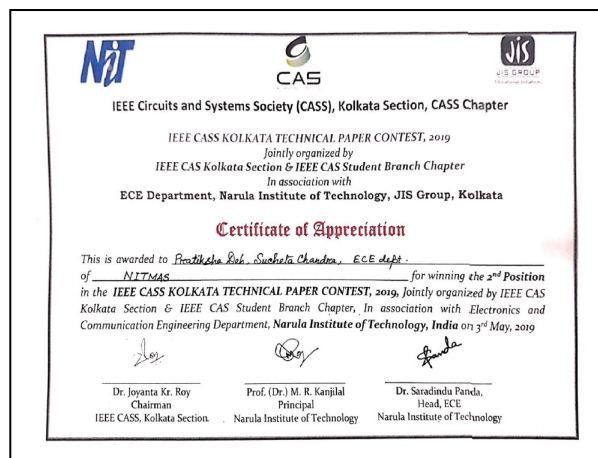 NiT
CAS
JIS
JIS GROUP
Educational Initiatives
IEEE Circuits and Systems Society (CASS), Kolkata Section, CASS Chapter
IEEE CASS KOLKATA TECHNICAL PAPER CONTEST, 2019
Jointly organized by
IEEE CAS Kolkata Section & IEEE CAS Student Branch Chapter
In association with
ECE Department, Narula Institute of Technology, JIS Group, Kolkata
Certificate of Appreciation
This is awarded to Pratiksha Deb, Sucheta Chandra, ECE dept.
of NITMAS for winning the 2nd Position
in the IEEE CASS KOLKATA TECHNICAL PAPER CONTEST, 2019, Jointly organized by IEEE CAS
Kolkata Section & IEEE CAS Student Branch Chapter, In association with Electronics and
Communication Engineering Department, Narula Institute of Technology, India on 3rd May, 2019
Dr. Joyanta Kr. Roy
Chairman
IEEE CASS, Kolkata Section
Prof. (Dr.) M. R. Kanjilal
Principal
Narula Institute of Technology
Dr. Saradindu Panda,
Head, ECE
Narula Institute of Technology